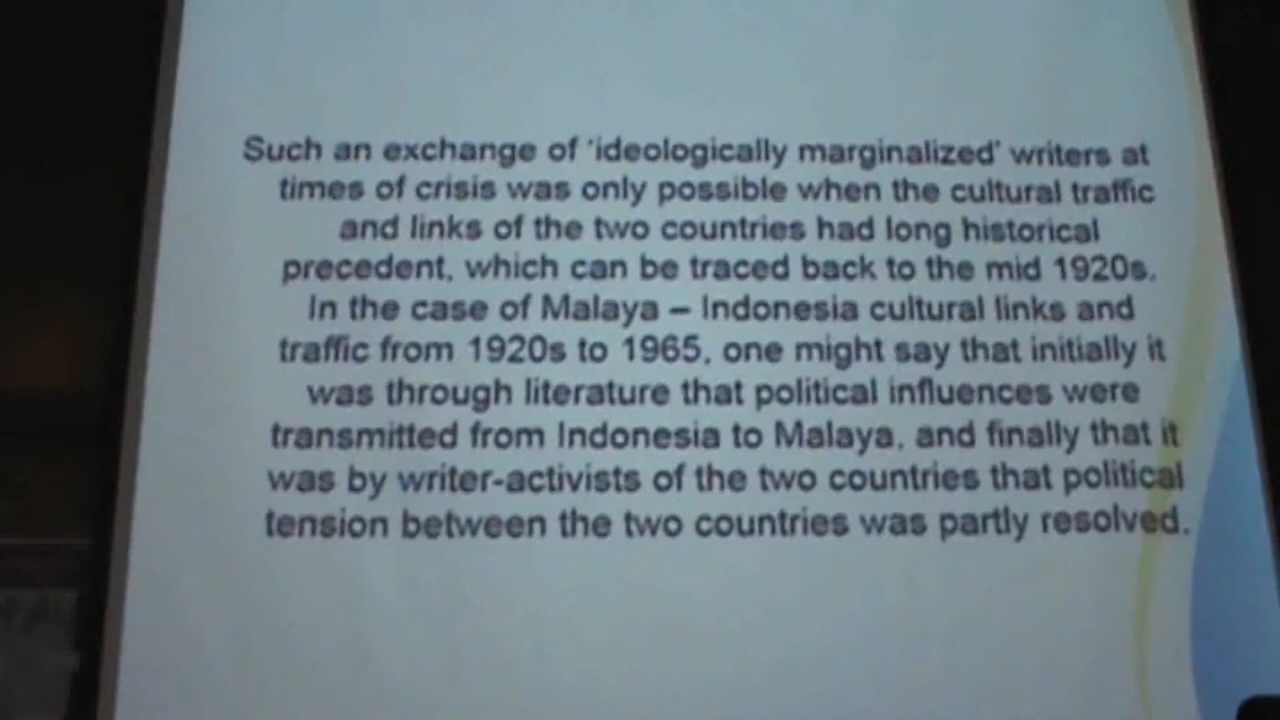 Such an exchange of 'ideologically marginalized' writers at
times of crisis was only possible when the cultural traffic
and links of the two countries had long historical
precedent, which can be traced back to the mid 1920s.
In the case of Malaya – Indonesia cultural links and
traffic from 1920s to 1965, one might say that initially it
was through literature that political influences were
transmitted from Indonesia to Malaya, and finally that it
was by writer-activists of the two countries that political
tension between the two countries was partly resolved.